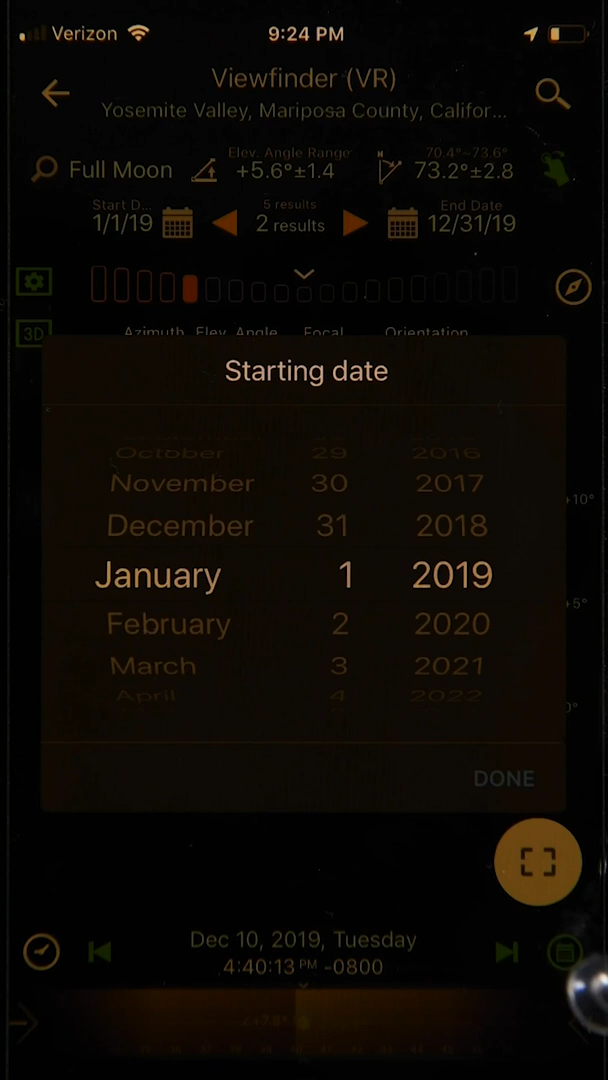 Verizon 9:24 PM
Viewfinder (VR)
Yosemite Valley, Mariposa County, Califor...
Elev. Angle Range 70.4°~73.6°
Full Moon +5.6°±1.4 73.2°±2.8
Start D... 5 results End Date
1/1/19 2 results 12/31/19
3D Azimuth Elev. Angle Focal Orientation
Starting date
October 29 2016
November 30 2017
December 31 2018
January 1 2019
February 2 2020
March 3 2021
April 4 2022
+10°
+5°
0°
DONE
Dec 10, 2019, Tuesday
4:40:13 PM -0800
+7.8°